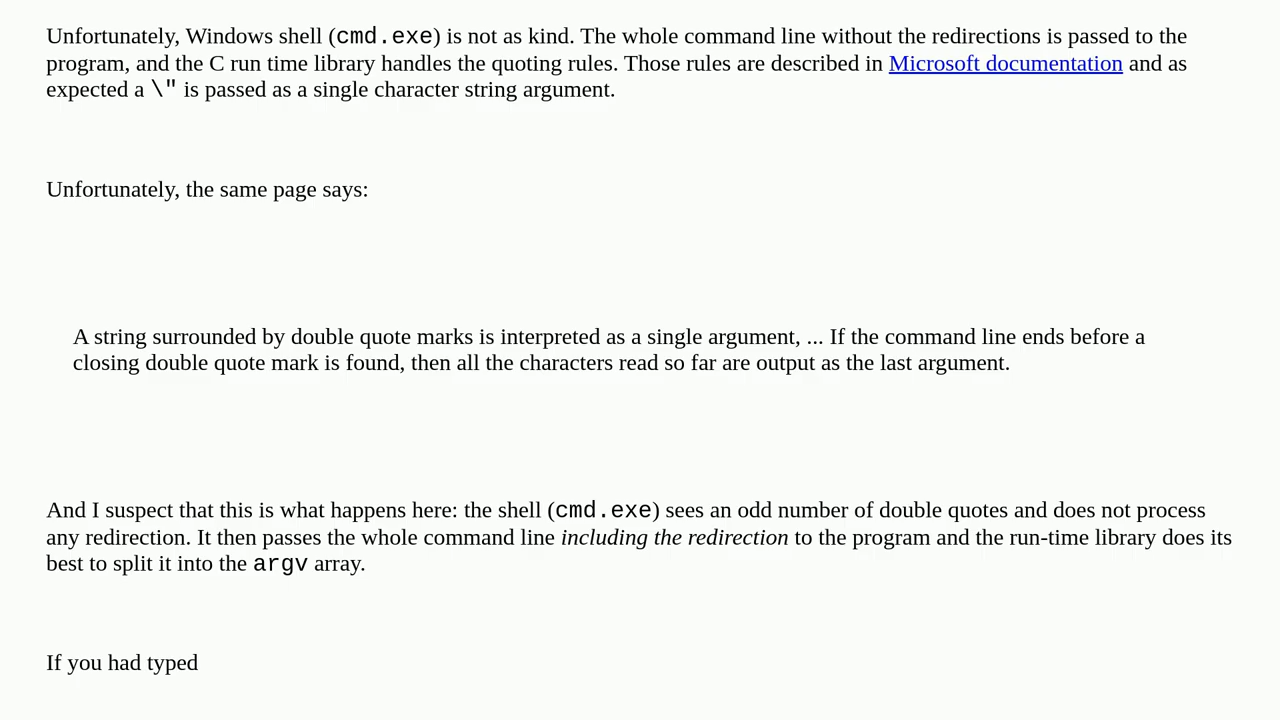 Unfortunately, Windows shell (cmd.exe) is not as kind. The whole command line without the redirections is passed to the
program, and the C run time library handles the quoting rules. Those rules are described in Microsoft documentation and as
expected a \" is passed as a single character string argument.
Unfortunately, the same page says:
A string surrounded by double quote marks is interpreted as a single argument, ... If the command line ends before a
closing double quote mark is found, then all the characters read so far are output as the last argument.
And I suspect that this is what happens here: the shell (cmd.exe) sees an odd number of double quotes and does not process
any redirection. It then passes the whole command line including the redirection to the program and the run-time library does its
best to split it into the argv array.
If you had typed